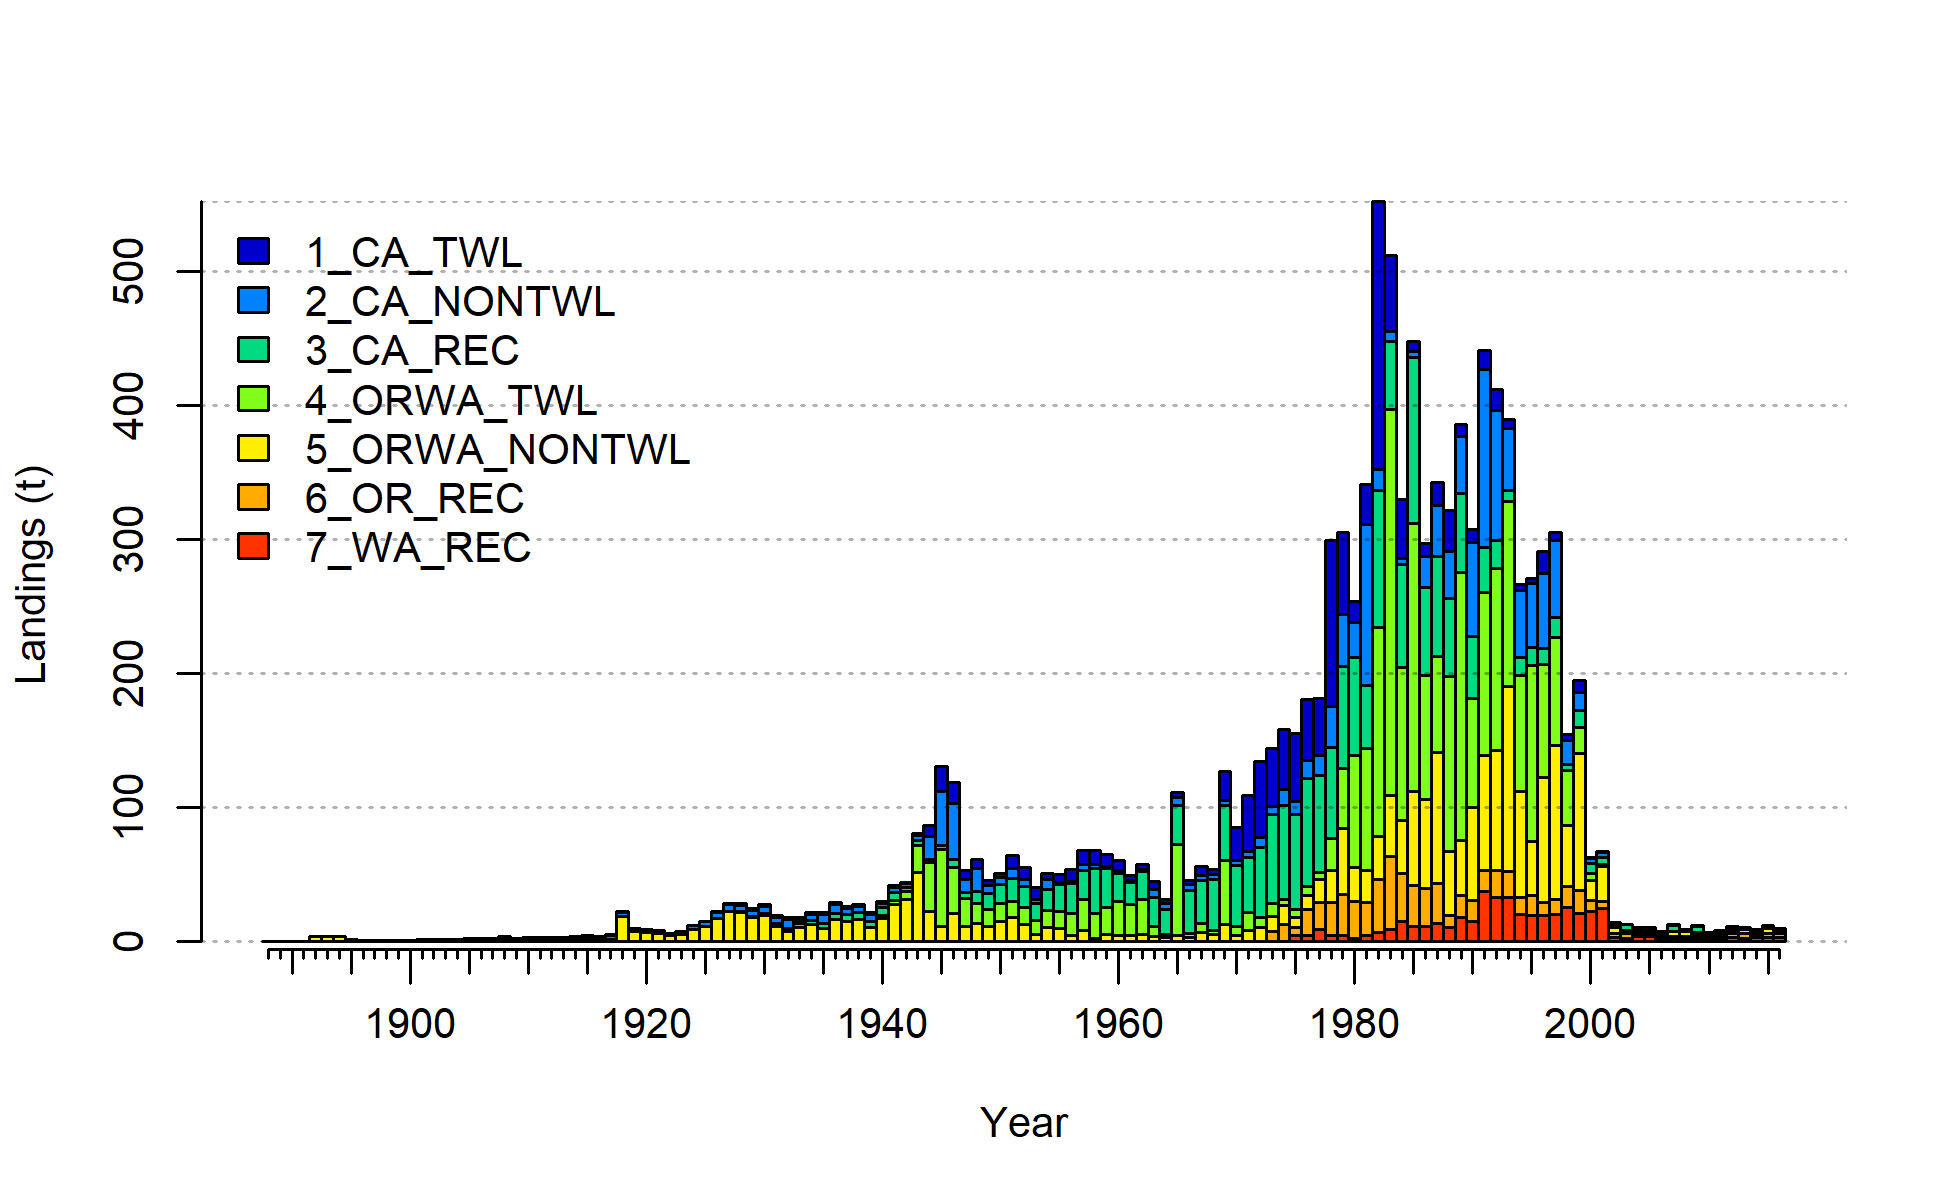 1_CA_TWL
2_CA_NONTWL
3_CA_REC
4_ORWA_TWL
5_ORWA_NONTWL
6_OR_REC
7_WA_REC
Landings (t)
500
400
300
200
100
0
1900 1920 1940 1960 1980 2000
Year